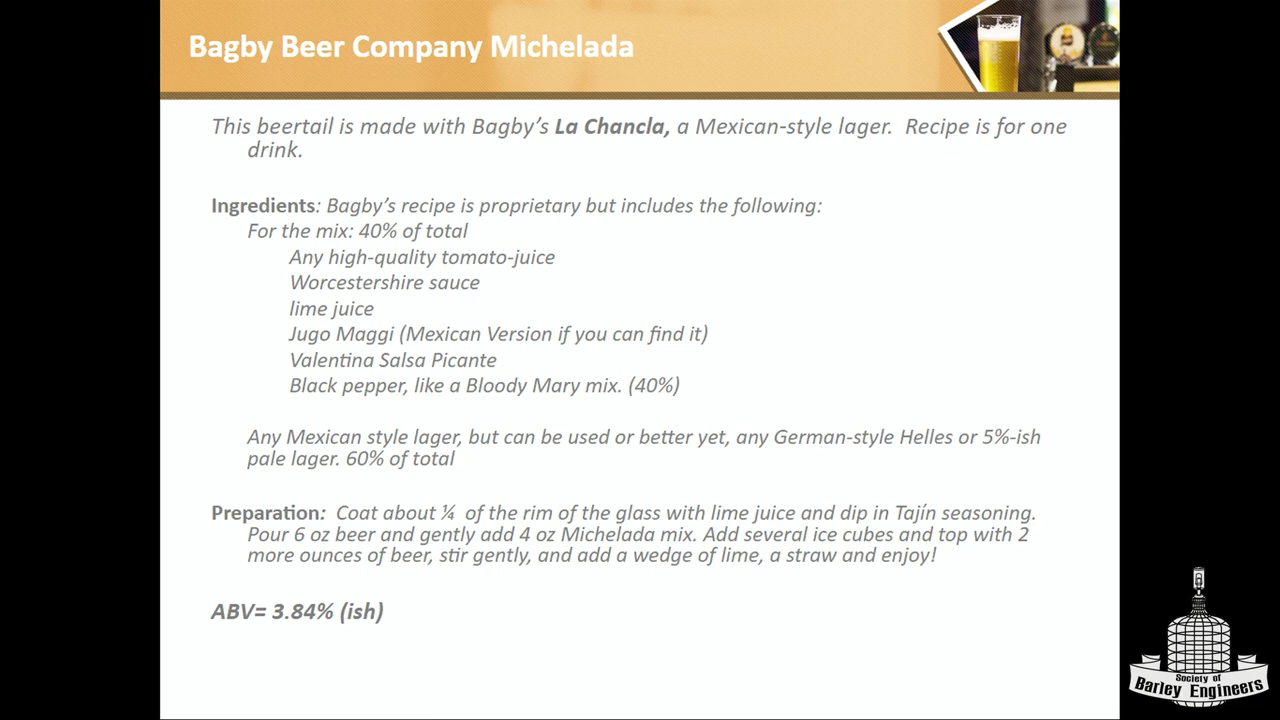 Bagby Beer Company Michelada
This beertail is made with Bagby's La Chancla, a Mexican-style lager.  Recipe is for one
drink.
Ingredients: Bagby's recipe is proprietary but includes the following:
For the mix: 40% of total
Any high-quality tomato-juice
Worcestershire sauce
lime juice
Jugo Maggi (Mexican Version if you can find it)
Valentina Salsa Picante
Black pepper, like a Bloody Mary mix. (40%)
Any Mexican style lager, but can be used or better yet, any German-style Helles or 5%-ish
pale lager. 60% of total
Preparation:  Coat about ¼  of the rim of the glass with lime juice and dip in Tajín seasoning.
Pour 6 oz beer and gently add 4 oz Michelada mix. Add several ice cubes and top with 2
more ounces of beer, stir gently, and add a wedge of lime, a straw and enjoy!
ABV= 3.84% (ish)
Society of
Barley Engineers